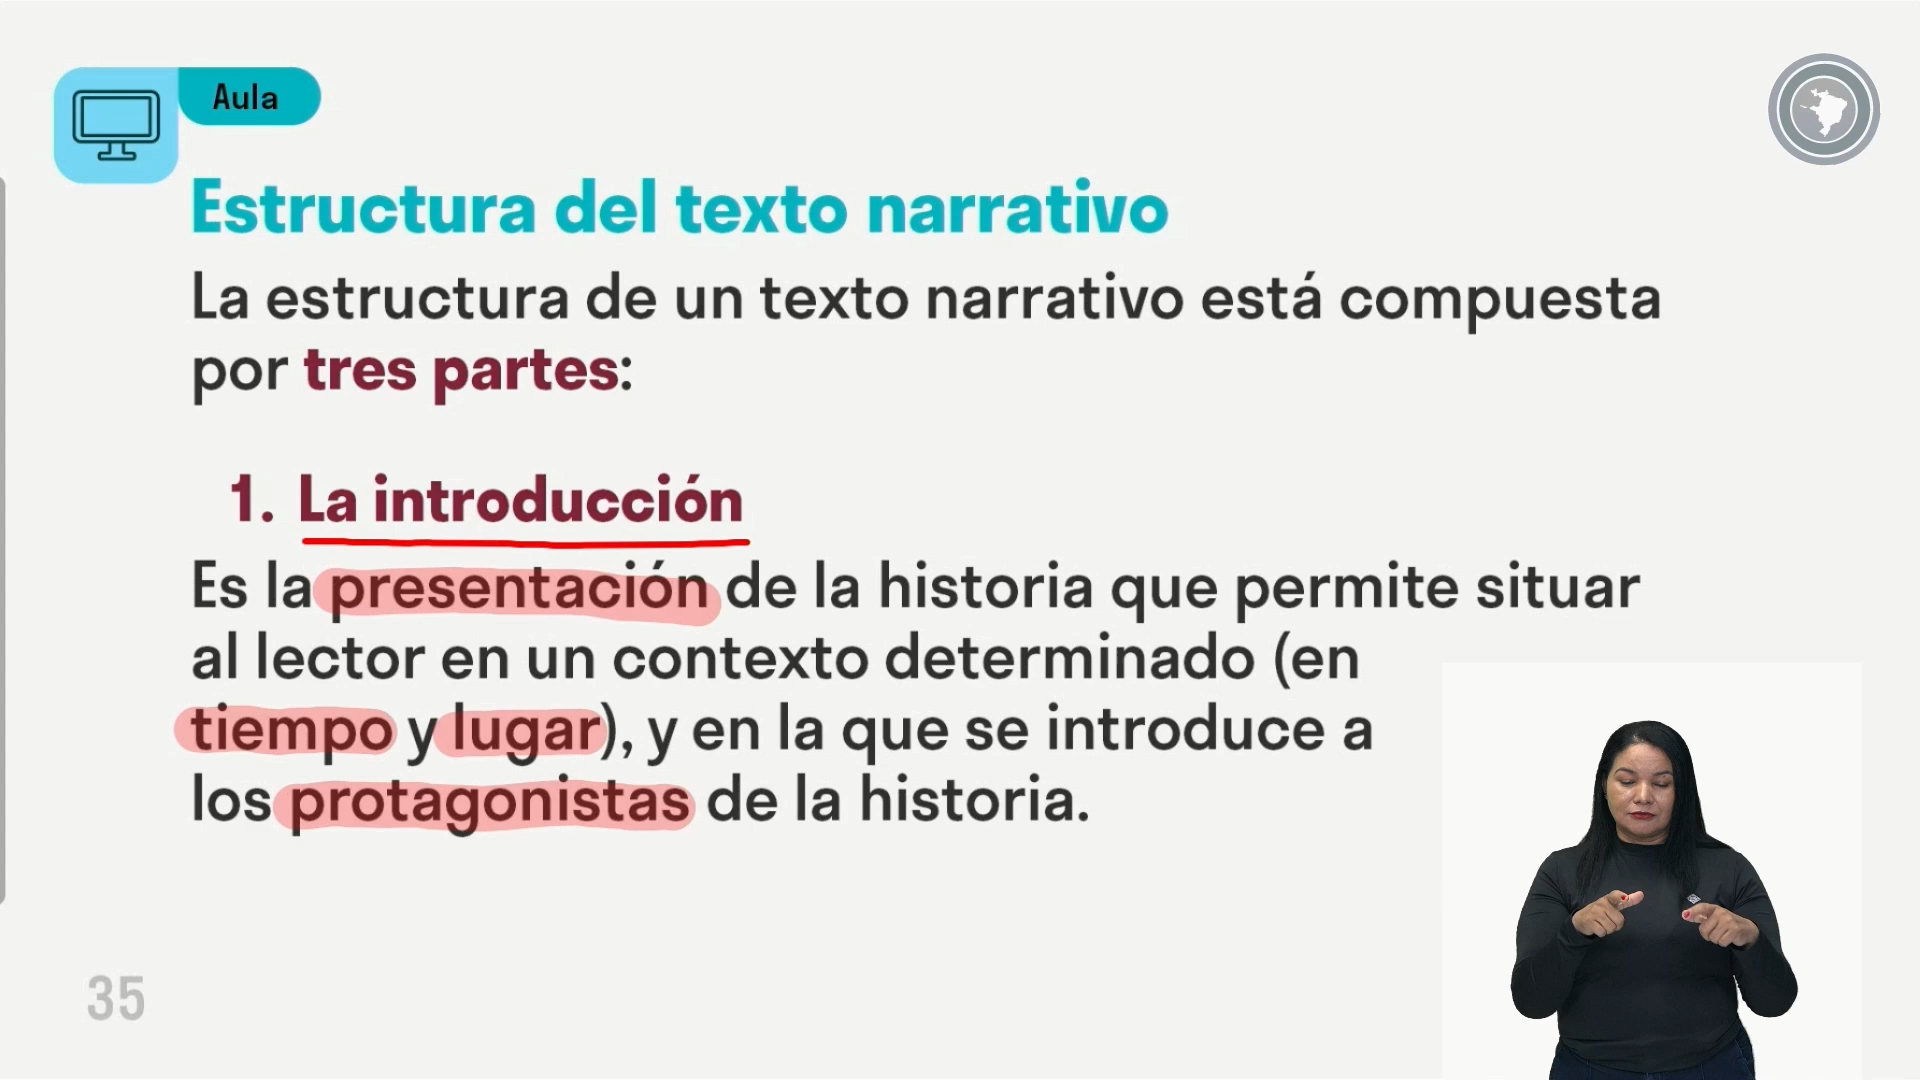 Aula
Estructura del texto narrativo
La estructura de un texto narrativo está compuesta
por tres partes:
1. La introducción
Es la presentación de la historia que permite situar
al lector en un contexto determinado (en
tiempo y lugar), y en la que se introduce a
los protagonistas de la historia.
35